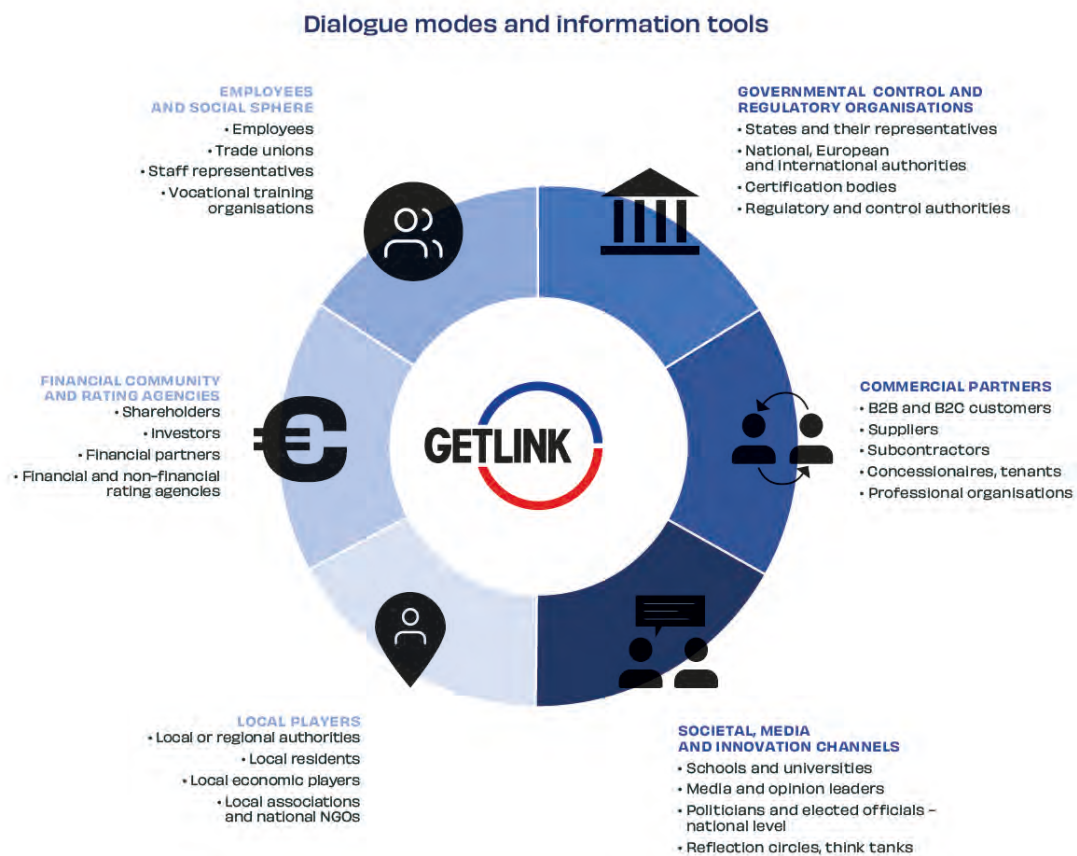 Dialogue modes and information tools
EMPLOYEES
AND SOCIAL SPHERE
• Employees
• Trade unions
• Staff representatives
• Vocational training
organisations
GOVERNMENTAL CONTROL AND
REGULATORY ORGANISATIONS
• States and their representatives
• National, European
and international authorities
• Certification bodies
• Regulatory and control authorities
FINANCIAL COMMUNITY
AND RATING AGENCIES
• Shareholders
• Investors
• Financial partners
• Financial and non-financial
rating agencies
GETLINK
COMMERCIAL PARTNERS
• B2B and B2C customers
• Suppliers
• Subcontractors
• Concessionaires, tenants
• Professional organisations
LOCAL PLAYERS
• Local or regional authorities
• Local residents
• Local economic players
• Local associations
and national NGOs
SOCIETAL, MEDIA
AND INNOVATION CHANNELS
• Schools and universities
• Media and opinion leaders
• Politicians and elected officials –
national level
• Reflection circles, think tanks